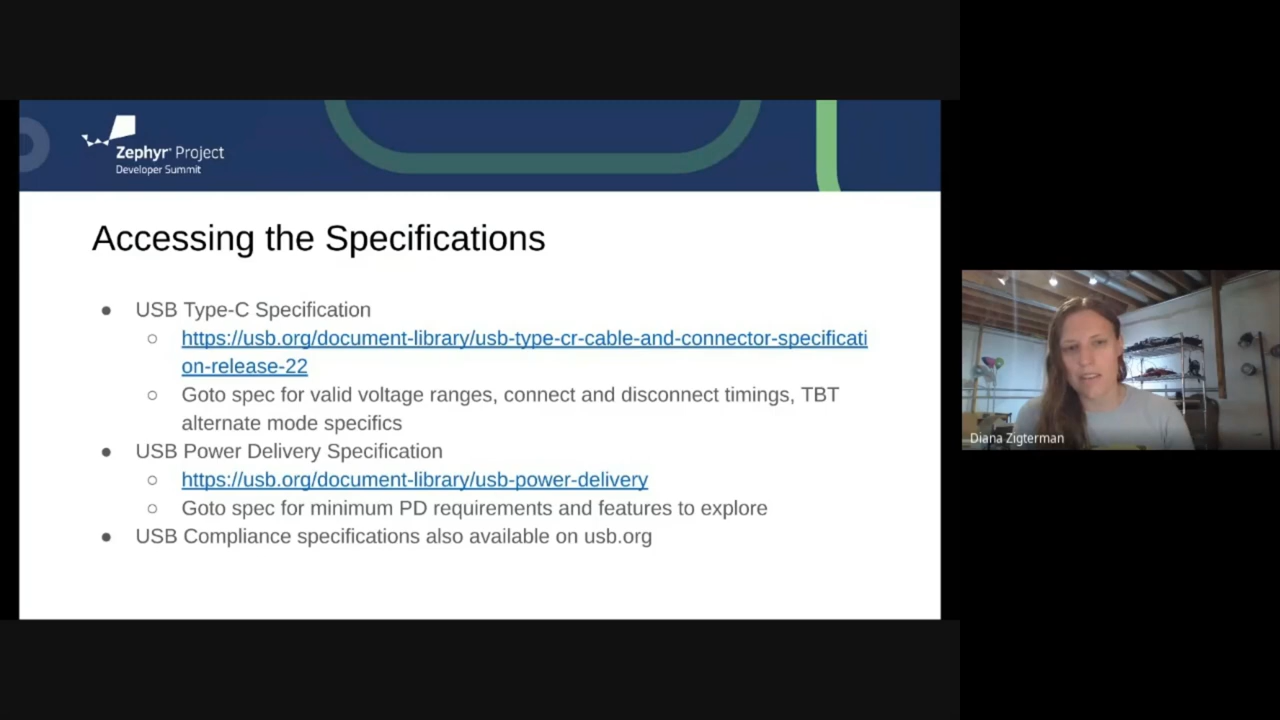 Zephyr® Project
Developer Summit
Accessing the Specifications
● USB Type-C Specification
○ https://usb.org/document-library/usb-type-cr-cable-and-connector-specificati
on-release-22
○ Goto spec for valid voltage ranges, connect and disconnect timings, TBT
alternate mode specifics
● USB Power Delivery Specification
○ https://usb.org/document-library/usb-power-delivery
○ Goto spec for minimum PD requirements and features to explore
● USB Compliance specifications also available on usb.org
Diana Zigterman